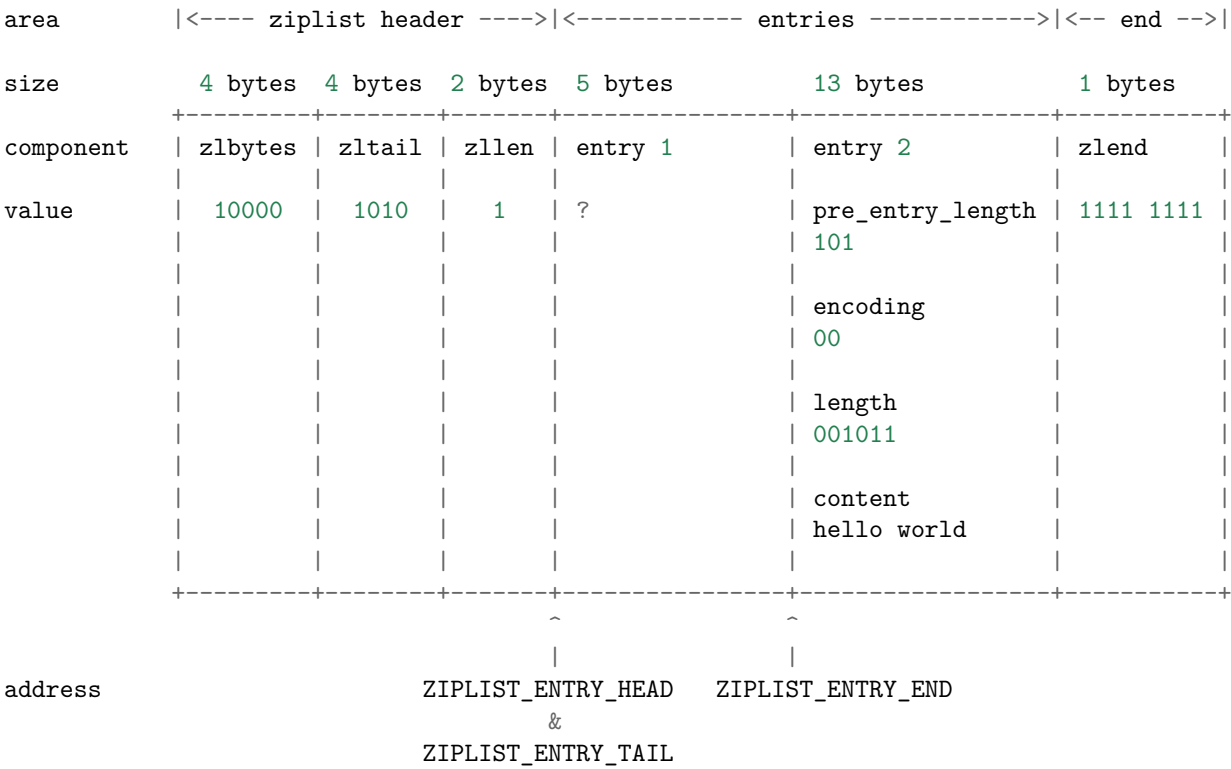 area          |<---- ziplist header ---->|<------------ entries ------------>|<-- end -->|
size            4 bytes  4 bytes  2 bytes  5 bytes            13 bytes           1 bytes
              +---------+--------+-------+----------------+------------------+-----------+
component     | zlbytes | zltail | zllen | entry 1        | entry 2          | zlend     |
              |         |        |       |                |                  |           |
value         |  10000  |  1010  |   1   | ?              | pre_entry_length | 1111 1111 |
              |         |        |       |                | 101              |           |
              |         |        |       |                |                  |           |
              |         |        |       |                | encoding         |           |
              |         |        |       |                | 00               |           |
              |         |        |       |                |                  |           |
              |         |        |       |                | length           |           |
              |         |        |       |                | 001011           |           |
              |         |        |       |                |                  |           |
              |         |        |       |                | content          |           |
              |         |        |       |                | hello world      |           |
              |         |        |       |                |                  |           |
              +---------+--------+-------+----------------+------------------+-----------+
                                         ^                ^
                                         |                |
address                         ZIPLIST_ENTRY_HEAD   ZIPLIST_ENTRY_END
                                         &
                                ZIPLIST_ENTRY_TAIL